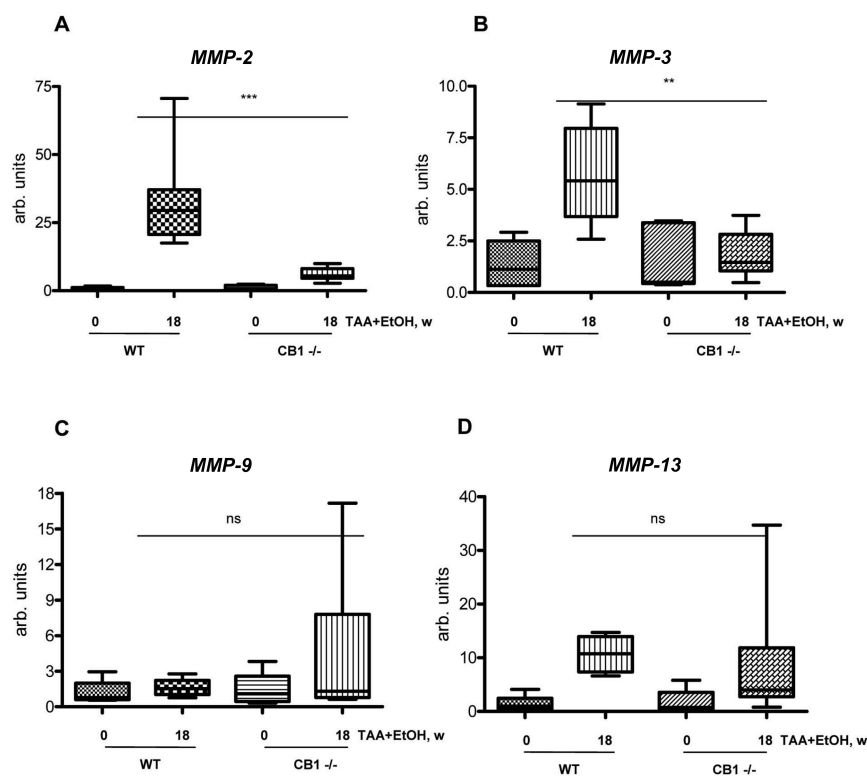 A
MMP-2
75
***
50
arb. units
25
0
0 18 0 18 TAA+EtOH, w
WT CB1 -/-
B
MMP-3
10.0
**
7.5
arb. units
5.0
2.5
0.0
0 18 0 18 TAA+EtOH, w
WT CB1 -/-
C
MMP-9
18
ns
15
12
arb. units
9
6
3
0
0 18 0 18 TAA+EtOH, w
WT CB1 -/-
D
MMP-13
40
ns
30
arb. units
20
10
0
0 18 0 18 TAA+EtOH, w
WT CB1 -/-